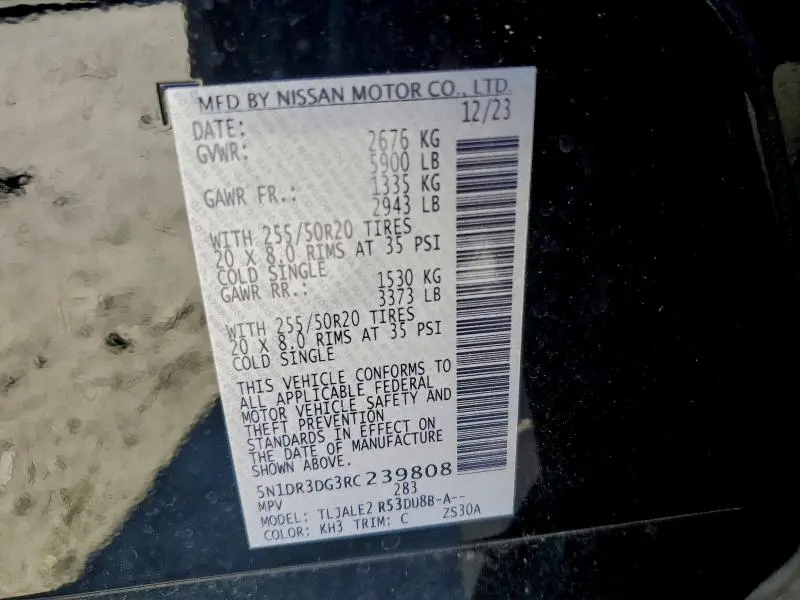 MFD BY NISSAN MOTOR CO., LTD.
DATE: 12/23
GVWR: 2676 KG
5900 LB
GAWR FR.: 1335 KG
2943 LB
WITH 255/50R20 TIRES
20 X 8.0 RIMS AT 35 PSI
COLD SINGLE
GAWR RR.: 1530 KG
3373 LB
WITH 255/50R20 TIRES
20 X 8.0 RIMS AT 35 PSI
COLD SINGLE
THIS VEHICLE CONFORMS TO
ALL APPLICABLE FEDERAL
MOTOR VEHICLE SAFETY AND
THEFT PREVENTION
STANDARDS IN EFFECT ON
THE DATE OF MANUFACTURE
SHOWN ABOVE.
5N1DR3DG3RC239808
MPV 283
MODEL: TLJALE2 R53DU8B-A--
COLOR: KH3 TRIM: C ZS30A